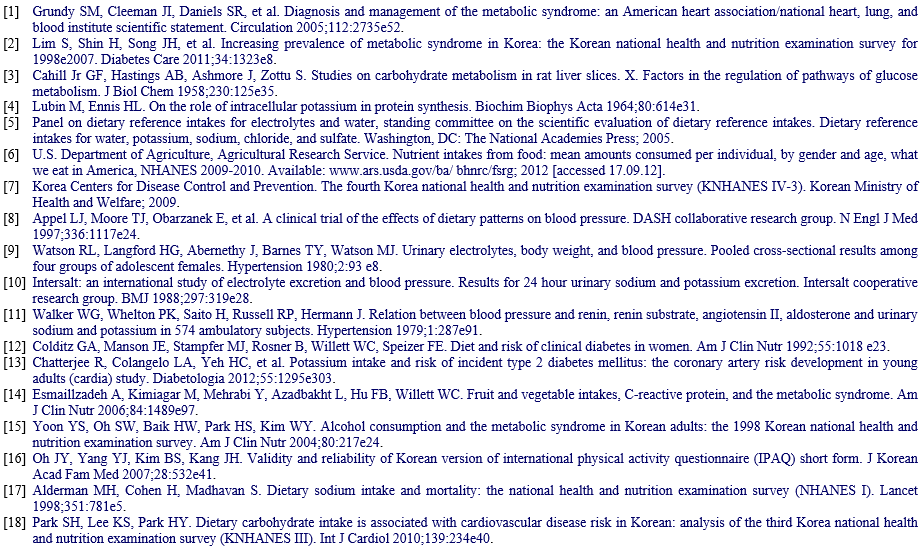 [1] Grundy SM, Cleeman JI, Daniels SR, et al. Diagnosis and management of the metabolic syndrome: an American heart association/national heart, lung, and
blood institute scientific statement. Circulation 2005;112:2735e52.
[2] Lim S, Shin H, Song JH, et al. Increasing prevalence of metabolic syndrome in Korea: the Korean national health and nutrition examination survey for
1998e2007. Diabetes Care 2011;34:1323e8.
[3] Cahill Jr GF, Hastings AB, Ashmore J, Zottu S. Studies on carbohydrate metabolism in rat liver slices. X. Factors in the regulation of pathways of glucose
metabolism. J Biol Chem 1958;230:125e35.
[4] Lubin M, Ennis HL. On the role of intracellular potassium in protein synthesis. Biochim Biophys Acta 1964;80:614e31.
[5] Panel on dietary reference intakes for electrolytes and water, standing committee on the scientific evaluation of dietary reference intakes. Dietary reference
intakes for water, potassium, sodium, chloride, and sulfate. Washington, DC: The National Academies Press; 2005.
[6] U.S. Department of Agriculture, Agricultural Research Service. Nutrient intakes from food: mean amounts consumed per individual, by gender and age, what
we eat in America, NHANES 2009-2010. Available: www.ars.usda.gov/ba/ bhnrc/fsrg; 2012 [accessed 17.09.12].
[7] Korea Centers for Disease Control and Prevention. The fourth Korea national health and nutrition examination survey (KNHANES IV-3). Korean Ministry of
Health and Welfare; 2009.
[8] Appel LJ, Moore TJ, Obarzanek E, et al. A clinical trial of the effects of dietary patterns on blood pressure. DASH collaborative research group. N Engl J Med
1997;336:1117e24.
[9] Watson RL, Langford HG, Abernethy J, Barnes TY, Watson MJ. Urinary electrolytes, body weight, and blood pressure. Pooled cross-sectional results among
four groups of adolescent females. Hypertension 1980;2:93 e8.
[10] Intersalt: an international study of electrolyte excretion and blood pressure. Results for 24 hour urinary sodium and potassium excretion. Intersalt cooperative
research group. BMJ 1988;297:319e28.
[11] Walker WG, Whelton PK, Saito H, Russell RP, Hermann J. Relation between blood pressure and renin, renin substrate, angiotensin II, aldosterone and urinary
sodium and potassium in 574 ambulatory subjects. Hypertension 1979;1:287e91.
[12] Colditz GA, Manson JE, Stampfer MJ, Rosner B, Willett WC, Speizer FE. Diet and risk of clinical diabetes in women. Am J Clin Nutr 1992;55:1018 e23.
[13] Chatterjee R, Colangelo LA, Yeh HC, et al. Potassium intake and risk of incident type 2 diabetes mellitus: the coronary artery risk development in young
adults (cardia) study. Diabetologia 2012;55:1295e303.
[14] Esmaillzadeh A, Kimiagar M, Mehrabi Y, Azadbakht L, Hu FB, Willett WC. Fruit and vegetable intakes, C-reactive protein, and the metabolic syndrome. Am
J Clin Nutr 2006;84:1489e97.
[15] Yoon YS, Oh SW, Baik HW, Park HS, Kim WY. Alcohol consumption and the metabolic syndrome in Korean adults: the 1998 Korean national health and
nutrition examination survey. Am J Clin Nutr 2004;80:217e24.
[16] Oh JY, Yang YJ, Kim BS, Kang JH. Validity and reliability of Korean version of international physical activity questionnaire (IPAQ) short form. J Korean
Acad Fam Med 2007;28:532e41.
[17] Alderman MH, Cohen H, Madhavan S. Dietary sodium intake and mortality: the national health and nutrition examination survey (NHANES I). Lancet
1998;351:781e5.
[18] Park SH, Lee KS, Park HY. Dietary carbohydrate intake is associated with cardiovascular disease risk in Korean: analysis of the third Korea national health
and nutrition examination survey (KNHANES III). Int J Cardiol 2010;139:234e40.